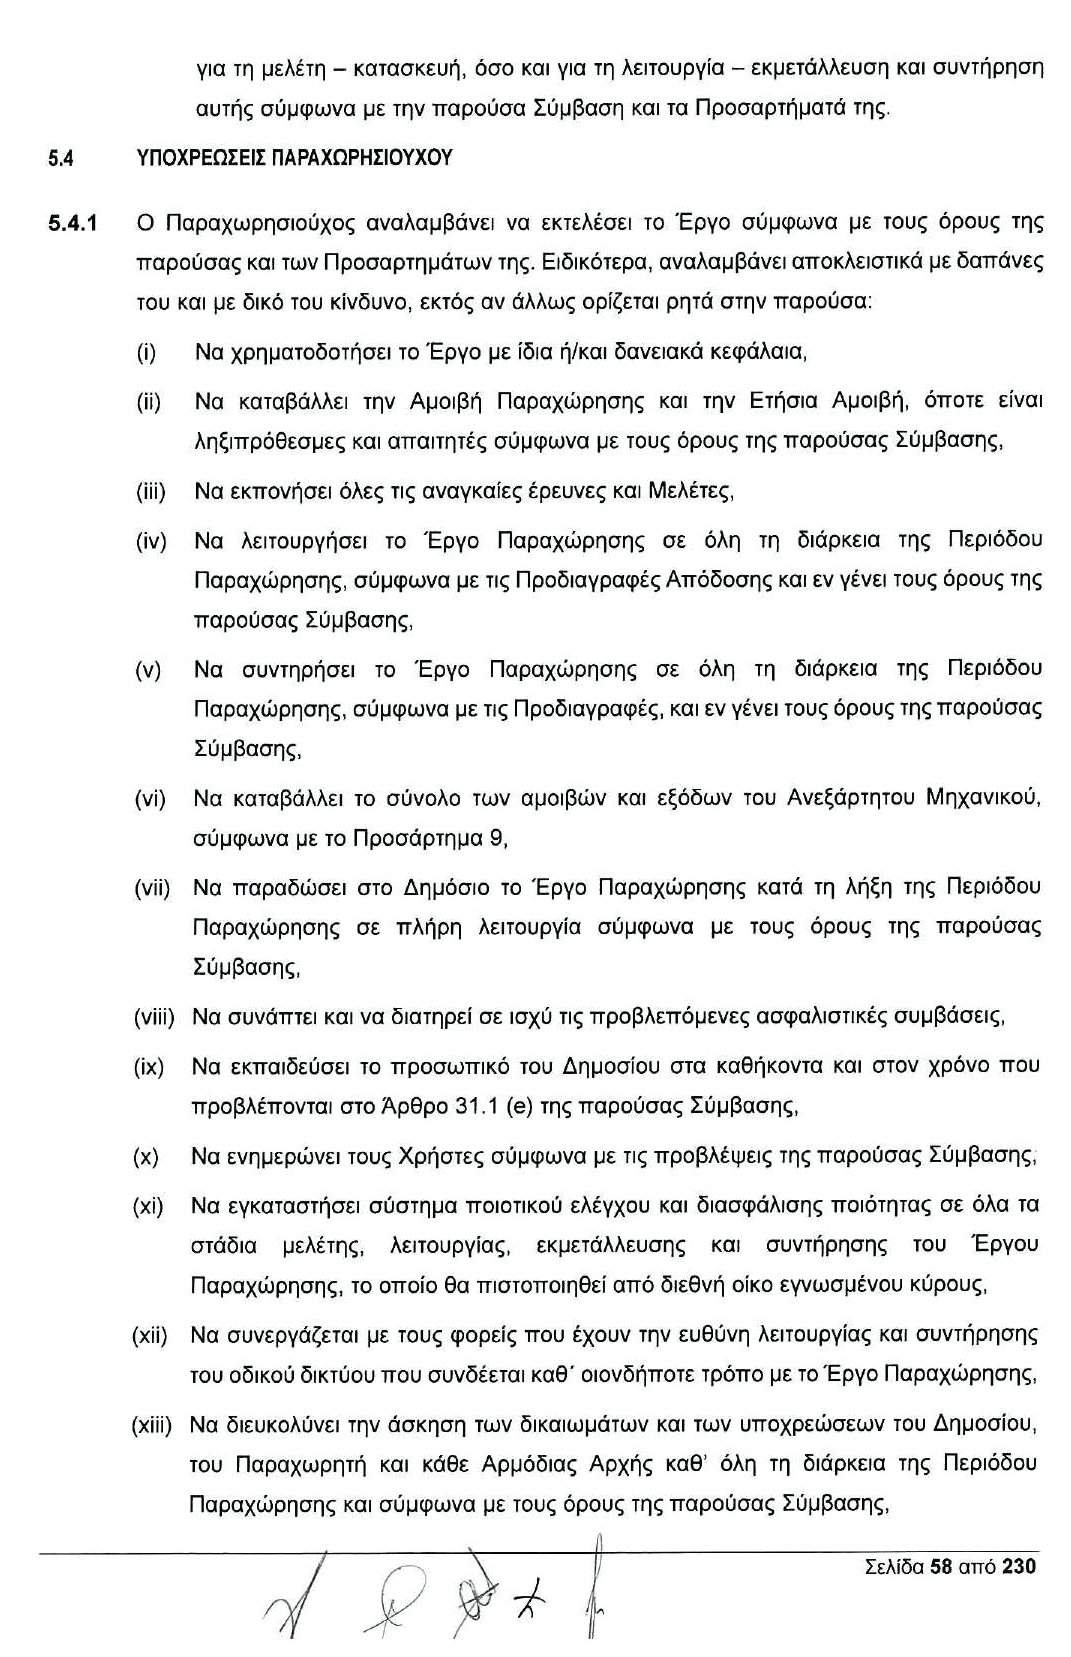 για τη μελέτη – κατασκευή, όσο και για τη λειτουργία – εκμετάλλευση και συντήρηση
αυτής σύμφωνα με την παρούσα Σύμβαση και τα Προσαρτήματά της.
5.4 ΥΠΟΧΡΕΩΣΕΙΣ ΠΑΡΑΧΩΡΗΣΙΟΥΧΟΥ
5.4.1 Ο Παραχωρησιούχος αναλαμβάνει να εκτελέσει το Έργο σύμφωνα με τους όρους της
παρούσας και των Προσαρτημάτων της. Ειδικότερα, αναλαμβάνει αποκλειστικά με δαπάνες
του και με δικό του κίνδυνο, εκτός αν άλλως ορίζεται ρητά στην παρούσα:
(i) Να χρηματοδοτήσει το Έργο με ίδια ή/και δανειακά κεφάλαια,
(ii) Να καταβάλλει την Αμοιβή Παραχώρησης και την Ετήσια Αμοιβή, όποτε είναι
ληξιπρόθεσμες και απαιτητές σύμφωνα με τους όρους της παρούσας Σύμβασης,
(iii) Να εκπονήσει όλες τις αναγκαίες έρευνες και Μελέτες,
(iv) Να λειτουργήσει το Έργο Παραχώρησης σε όλη τη διάρκεια της Περιόδου
Παραχώρησης, σύμφωνα με τις Προδιαγραφές Απόδοσης και εν γένει τους όρους της
παρούσας Σύμβασης,
(v) Να συντηρήσει το Έργο Παραχώρησης σε όλη τη διάρκεια της Περιόδου
Παραχώρησης, σύμφωνα με τις Προδιαγραφές, και εν γένει τους όρους της παρούσας
Σύμβασης,
(vi) Να καταβάλλει το σύνολο των αμοιβών και εξόδων του Ανεξάρτητου Μηχανικού,
σύμφωνα με το Προσάρτημα 9,
(vii) Να παραδώσει στο Δημόσιο το Έργο Παραχώρησης κατά τη λήξη της Περιόδου
Παραχώρησης σε πλήρη λειτουργία σύμφωνα με τους όρους της παρούσας
Σύμβασης,
(viii) Να συνάπτει και να διατηρεί σε ισχύ τις προβλεπόμενες ασφαλιστικές συμβάσεις,
(ix) Να εκπαιδεύσει το προσωπικό του Δημοσίου στα καθήκοντα και στον χρόνο που
προβλέπονται στο Άρθρο 31.1 (e) της παρούσας Σύμβασης,
(x) Να ενημερώνει τους Χρήστες σύμφωνα με τις προβλέψεις της παρούσας Σύμβασης,
(xi) Να εγκαταστήσει σύστημα ποιοτικού ελέγχου και διασφάλισης ποιότητας σε όλα τα
στάδια μελέτης, λειτουργίας, εκμετάλλευσης και συντήρησης του Έργου
Παραχώρησης, το οποίο θα πιστοποιηθεί από διεθνή οίκο εγνωσμένου κύρους,
(xii) Να συνεργάζεται με τους φορείς που έχουν την ευθύνη λειτουργίας και συντήρησης
του οδικού δικτύου που συνδέεται καθ΄ οιονδήποτε τρόπο με το Έργο Παραχώρησης,
(xiii) Να διευκολύνει την άσκηση των δικαιωμάτων και των υποχρεώσεων του Δημοσίου,
του Παραχωρητή και κάθε Αρμόδιας Αρχής καθ’ όλη τη διάρκεια της Περιόδου
Παραχώρησης και σύμφωνα με τους όρους της παρούσας Σύμβασης,
Σελίδα 58 από 230